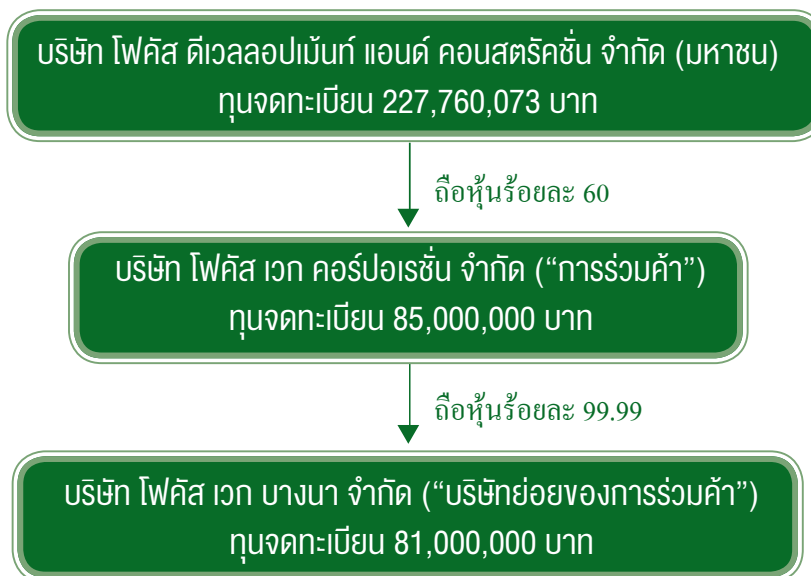 บริษัท โฟคัส ดีเวลลอปเม้นท์ แอนด์ คอนสตรัคชั่น จำกัด (มหาชน)
ทุนจดทะเบียน 227,760,073 บาท
ถือหุ้นร้อยละ 60
บริษัท โฟคัส เวก คอร์ปอเรชั่น จำกัด (“การร่วมค้า”)
ทุนจดทะเบียน 85,000,000 บาท
ถือหุ้นร้อยละ 99.99
บริษัท โฟคัส เวก บางนา จำกัด (“บริษัทย่อยของการร่วมค้า”)
ทุนจดทะเบียน 81,000,000 บาท